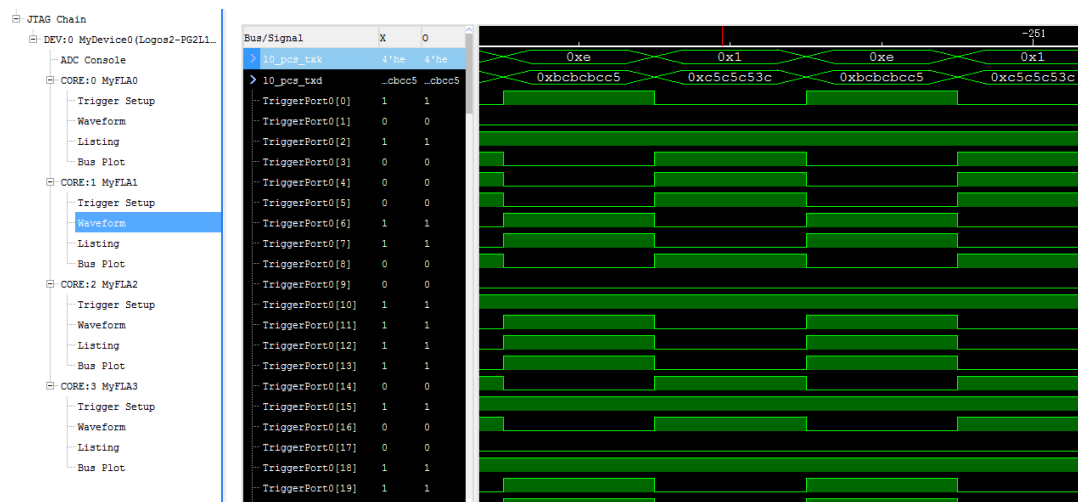 JTAG Chain
DEV:0 MyDevice0(Logos2-PG2L1…
ADC Console
CORE:0 MyFLA0
Trigger Setup
Waveform
Listing
Bus Plot
CORE:1 MyFLA1
Trigger Setup
Waveform
Listing
Bus Plot
CORE:2 MyFLA2
Trigger Setup
Waveform
Listing
Bus Plot
CORE:3 MyFLA3
Trigger Setup
Waveform
Listing
Bus Plot
Bus/Signal X O
10_pcs_txk 4'he 4'he
10_pcs_txd …cbcc5 …cbcc5
TriggerPort0[0] 1 1
TriggerPort0[1] 0 0
TriggerPort0[2] 1 1
TriggerPort0[3] 0 0
TriggerPort0[4] 0 0
TriggerPort0[5] 0 0
TriggerPort0[6] 1 1
TriggerPort0[7] 1 1
TriggerPort0[8] 0 0
TriggerPort0[9] 0 0
TriggerPort0[10] 1 1
TriggerPort0[11] 1 1
TriggerPort0[12] 1 1
TriggerPort0[13] 1 1
TriggerPort0[14] 0 0
TriggerPort0[15] 1 1
TriggerPort0[16] 0 0
TriggerPort0[17] 0 0
TriggerPort0[18] 1 1
TriggerPort0[19] 1 1
-251
0xe 0x1 0xe 0x1
0xbcbcbcc5 0xc5c5c53c 0xbcbcbcc5 0xc5c5c53c